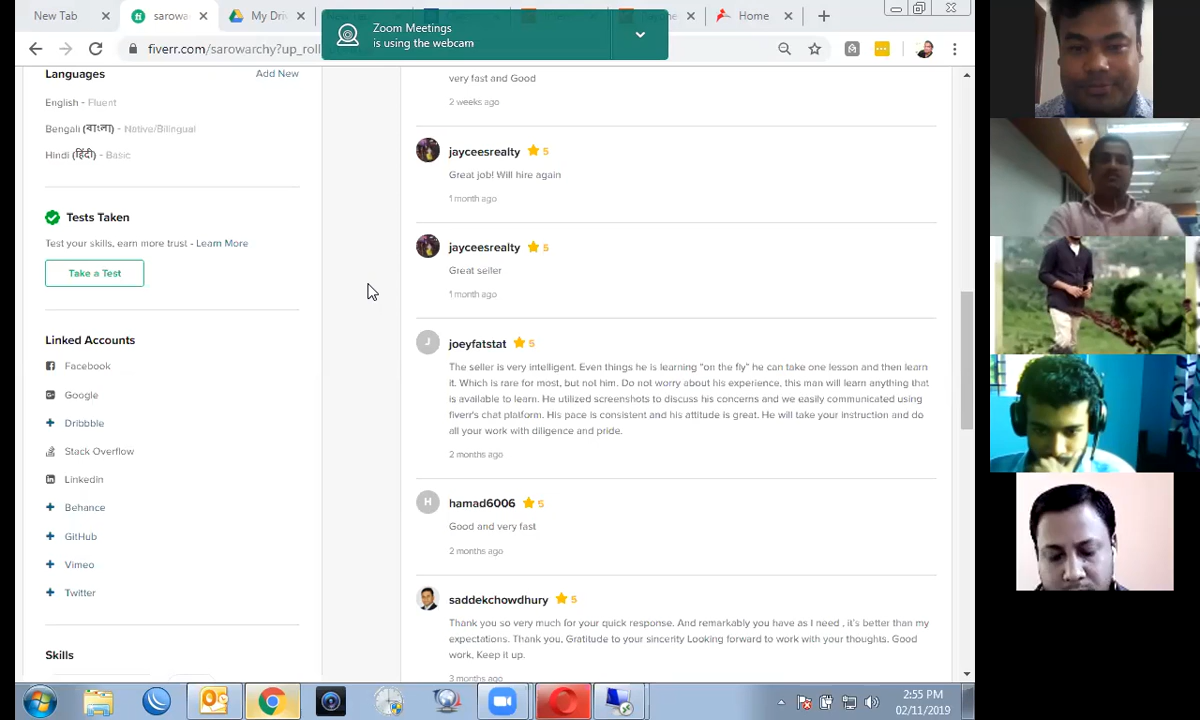 New Tab
sarowa
My Dri
Home
fiverr.com/sarowarchy?up_roll
Zoom Meetings
is using the webcam
Languages
Add New
English - Fluent
Bengali (বাংলা) - Native/Bilingual
Hindi (हिंदी) - Basic
Tests Taken
Test your skills, earn more trust - Learn More
Take a Test
Linked Accounts
Facebook
Google
Dribbble
Stack Overflow
Linkedin
Behance
GitHub
Vimeo
Twitter
Skills
very fast and Good
2 weeks ago
jayceesrealty 5
Great job! Will hire again
1 month ago
jayceesrealty 5
Great seller
1 month ago
J
joeyfatstat 5
The seller is very intelligent. Even things he is learning "on the fly" he can take one lesson and then learn
it. Which is rare for most, but not him. Do not worry about his experience, this man will learn anything that
is available to learn. He utilized screenshots to discuss his concerns and we easily communicated using
fiverr's chat platform. His pace is consistent and his attitude is great. He will take your instruction and do
all your work with diligence and pride.
2 months ago
H
hamad6006 5
Good and very fast
2 months ago
saddekchowdhury 5
Thank you so very much for your quick response. And remarkably you have as I need , it's better than my
expectations. Thank you, Gratitude to your sincerity Looking forward to work with your thoughts. Good
work, Keep it up.
3 months ago
2:55 PM
02/11/2019